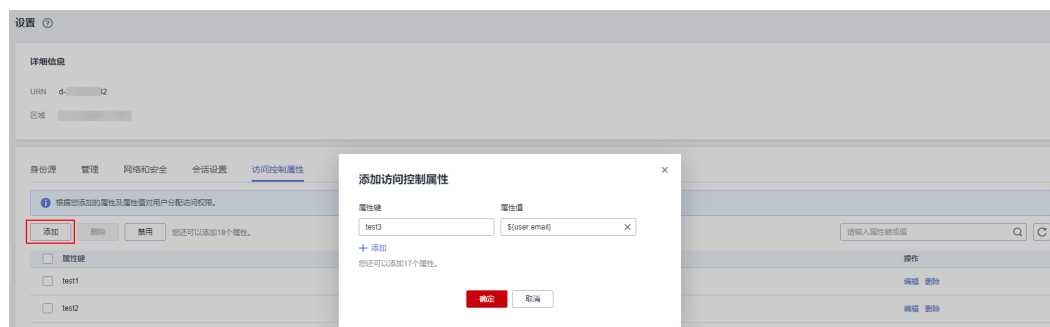 设置
详细信息
URN d- 32
区域
身份源 管理 网络和安全 会话设置 访问控制属性
根据您添加的属性及属性值对用户分配访问权限。
添加 删除 禁用 您还可以添加18个属性。
请输入属性键或值
属性键 操作
test1 编辑 删除
test2 编辑 删除
添加访问控制属性
属性键 属性值
test3 ${user:email}
添加
您还可以添加17个属性。
确定 取消